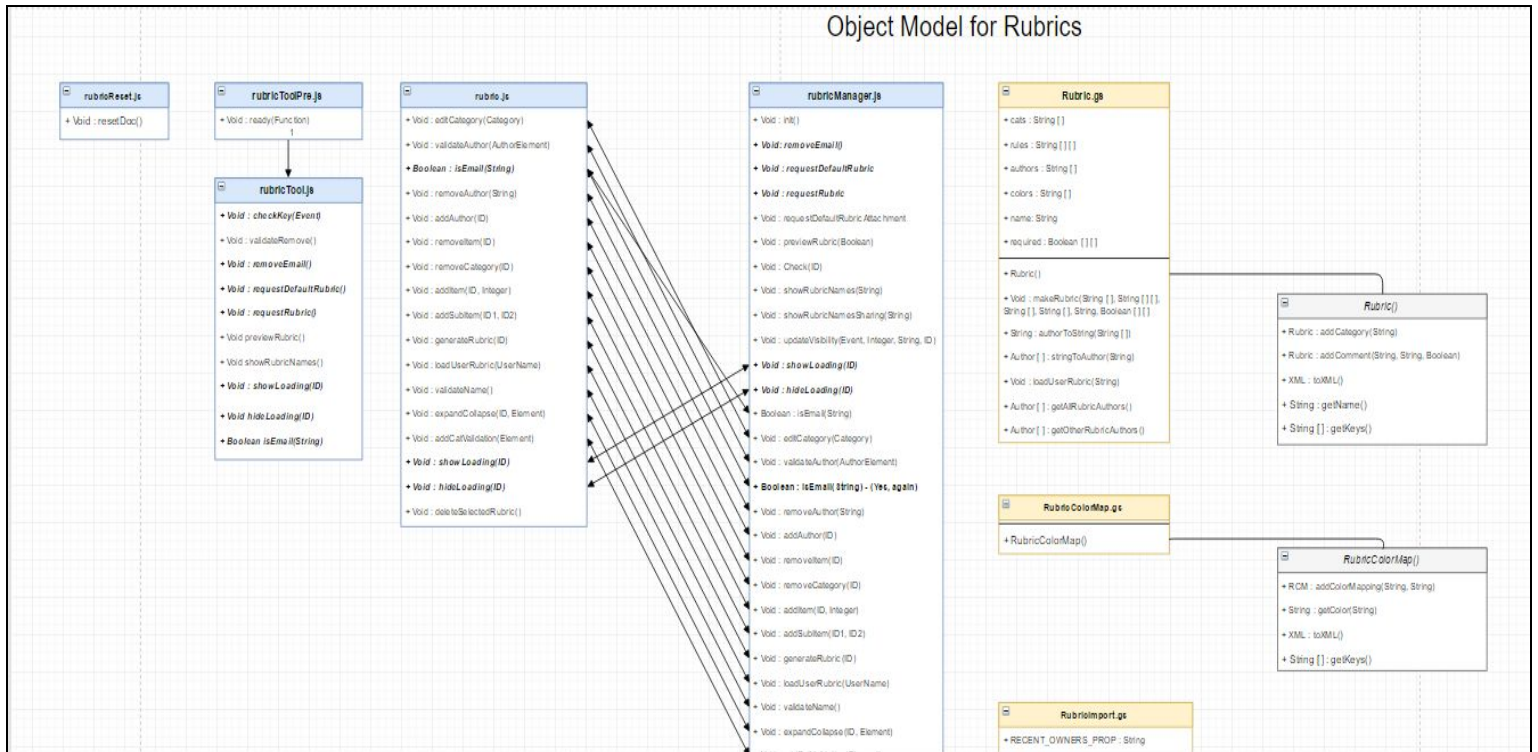 Object Model for Rubrics
rubricReset.js
+ Void : resetDoc()
rubricToolPre.js
+ Void : ready(Function)
1
rubricTool.js
+ Void : checkKey(Event)
+ Void : validateRemove()
+ Void : removeEmail()
+ Void : requestDefaultRubric()
+ Void : requestRubric()
+ Void previewRubric()
+ Void showRubricNames()
+ Void : showLoading(ID)
+ Void hideLoading(ID)
+ Boolean isEmail(String)
rubric.js
+ Void : editCategory(Category)
+ Void : validateAuthor(AuthorElement)
+ Boolean : isEmail(String)
+ Void : removeAuthor(String)
+ Void : addAuthor(ID)
+ Void : removeItem(ID)
+ Void : removeCategory(ID)
+ Void : addItem(ID, Integer)
+ Void : addSubItem(ID1, ID2)
+ Void : generateRubric(ID)
+ Void : loadUserRubric(UserName)
+ Void : validateName()
+ Void : expandCollapse(ID, Element)
+ Void : addCatValidation(Element)
+ Void : showLoading(ID)
+ Void : hideLoading(ID)
+ Void : deleteSelectedRubric()
rubricManager.js
+ Void : init()
+ Void: removeEmail()
+ Void : requestDefaultRubric
+ Void : requestRubric
+ Void : requestDefaultRubricAttachment
+ Void : previewRubric(Boolean)
+ Void : Check(ID)
+ Void : showRubricNames(String)
+ Void : showRubricNamesSharing(String)
+ Void : updateVisibility(Event, Integer, String, ID)
+ Void : showLoading(ID)
+ Void : hideLoading(ID)
+ Boolean : isEmail(String)
+ Void : editCategory(Category)
+ Void : validateAuthor(AuthorElement)
+ Boolean : isEmail(String) - (Yes, again)
+ Void : removeAuthor(String)
+ Void : addAuthor(ID)
+ Void : removeItem(ID)
+ Void : removeCategory(ID)
+ Void : addItem(ID, Integer)
+ Void : addSubItem(ID1, ID2)
+ Void : generateRubric (ID)
+ Void : loadUserRubric(UserName)
+ Void : validateName()
+ Void : expandCollapse (ID, Element)
Rubric.gs
+ cats : String [ ]
+ rules : String [ ] [ ]
+ authors : String [ ]
+ colors : String [ ]
+ name: String
+ required : Boolean [ ] [ ]
+ Rubric()
+ Void : makeRubric(String [ ], String [ ] [ ],
String [ ], String [ ], String, Boolean [ ] [ ]
+ String : authorToString(String [ ])
+ Author [ ] : stringToAuthor(String)
+ Void : loadUserRubric(String)
+ Author [ ] : getAllRubricAuthors()
+ Author [ ] : getOtherRubricAuthors()
Rubric()
+ Rubric : addCategory(String)
+ Rubric : addComment(String, String, Boolean)
+ XML : toXML()
+ String : getName()
+ String [ ] : getKeys()
RubricColorMap.gs
+ RubricColorMap()
RubricColorMap()
+ RCM : addColorMapping(String, String)
+ String : getColor(String)
+ XML : toXML()
+ String [ ] : getKeys()
RubricImport.gs
+ RECENT_OWNERS_PROP : String